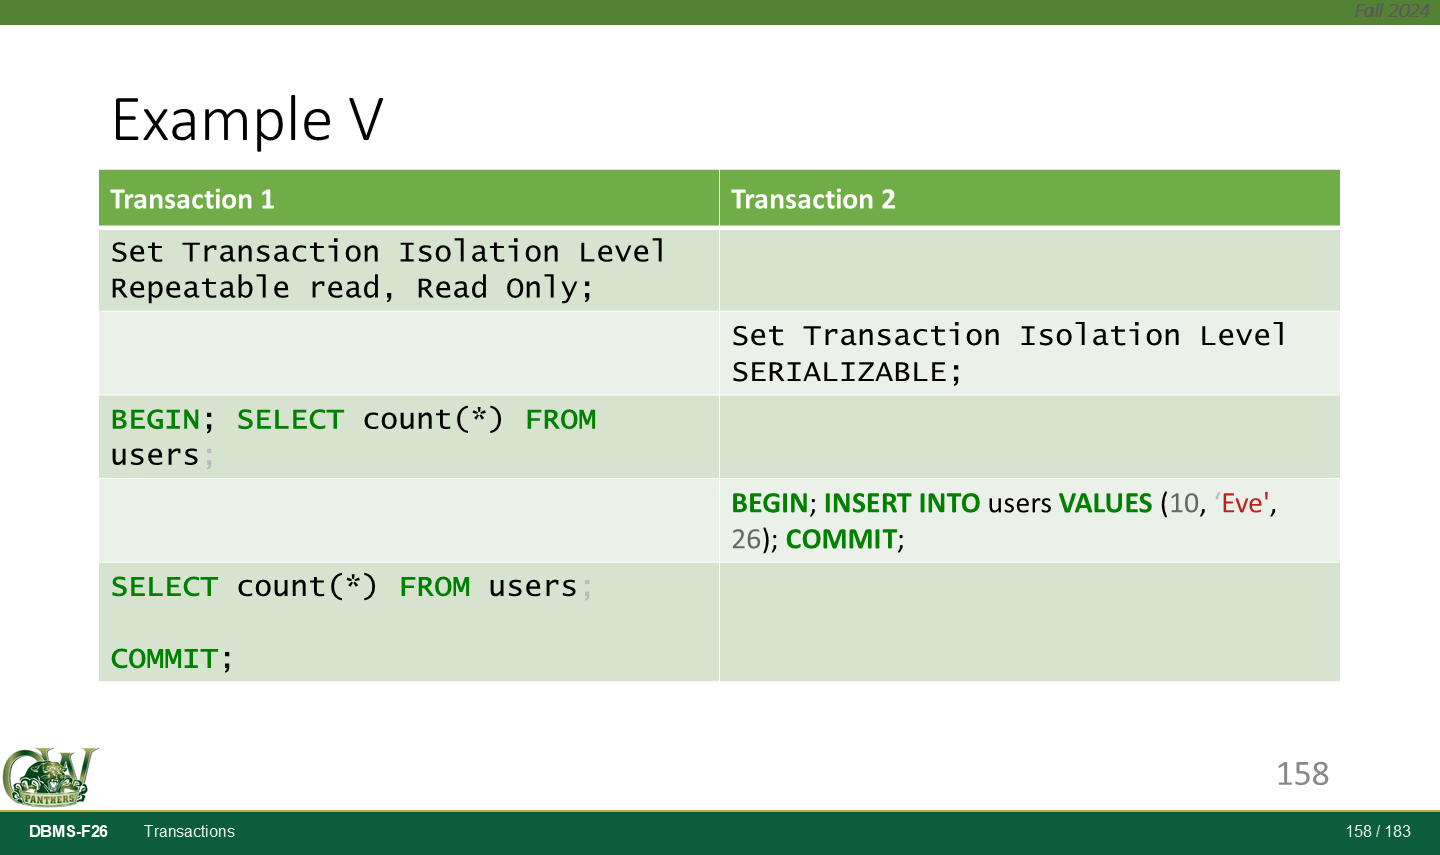 Fall 2024
Example V
Transaction 1
Transaction 2
Set Transaction Isolation Level
Repeatable read, Read Only;
Set Transaction Isolation Level
SERIALIZABLE;
BEGIN; SELECT count(*) FROM
users;
BEGIN; INSERT INTO users VALUES (10, ‘Eve',
26); COMMIT;
SELECT count(*) FROM users;
COMMIT;
OW
PANTHERS
158
DBMS-F26
Transactions
158 / 183